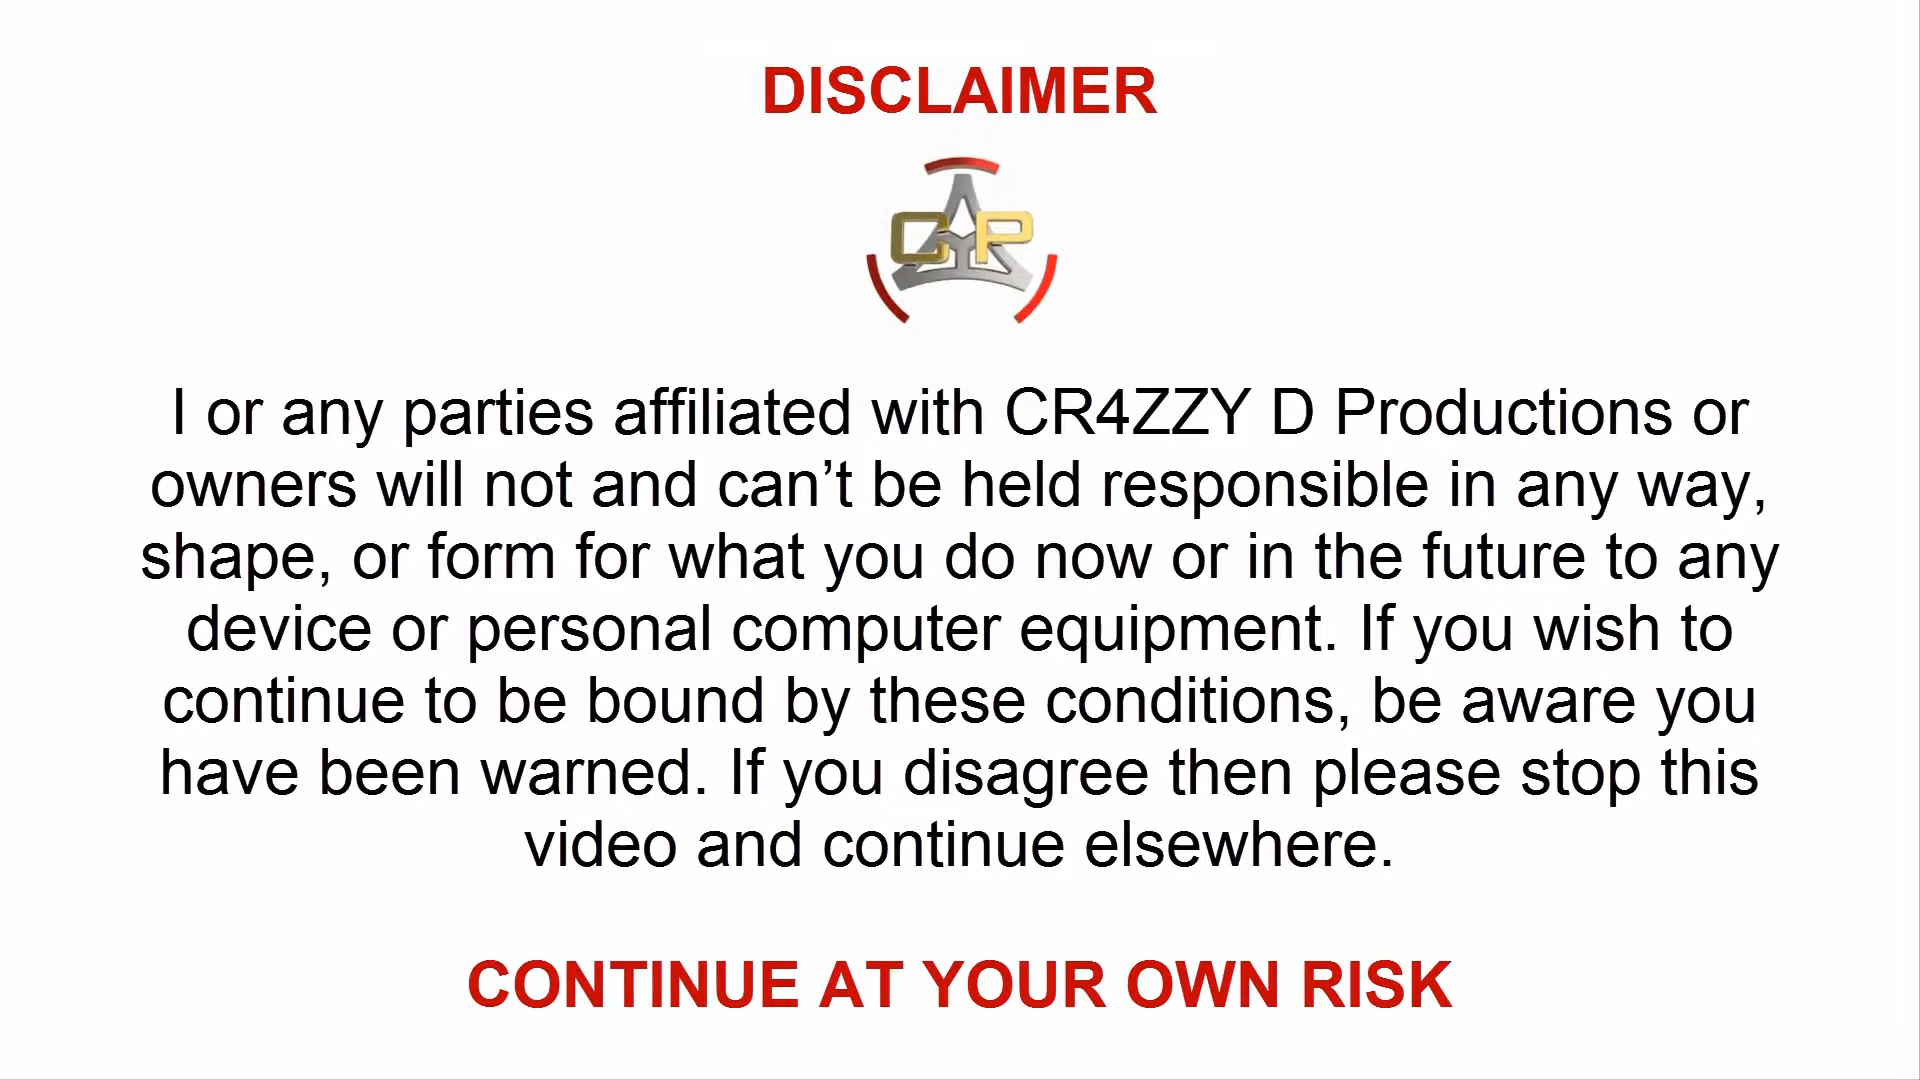 DISCLAIMER
CP
I or any parties affiliated with CR4ZZY D Productions or
owners will not and can’t be held responsible in any way,
shape, or form for what you do now or in the future to any
device or personal computer equipment. If you wish to
continue to be bound by these conditions, be aware you
have been warned. If you disagree then please stop this
video and continue elsewhere.
CONTINUE AT YOUR OWN RISK